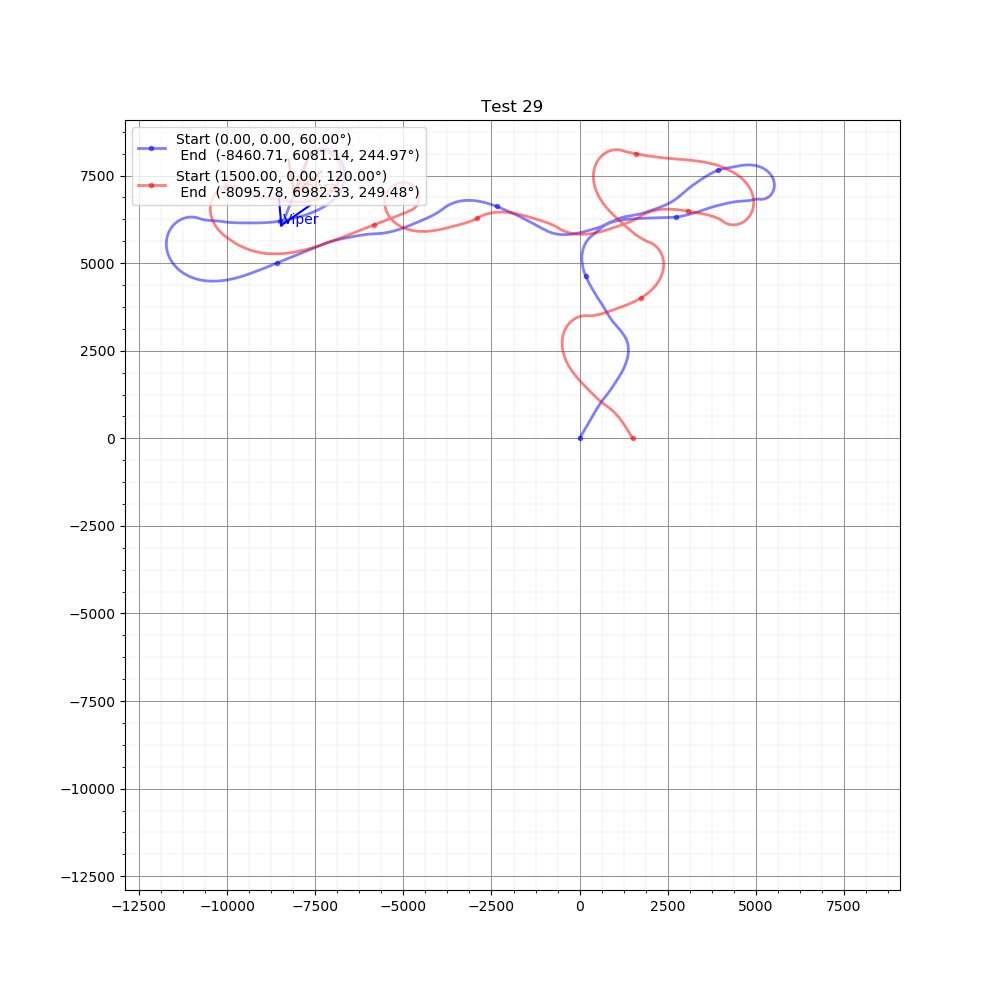 Test 29
Start (0.00, 0.00, 60.00°)
End (-8460.71, 6081.14, 244.97°)
Start (1500.00, 0.00, 120.00°)
End (-8095.78, 6982.33, 249.48°)
Viper
7500
5000
2500
0
−2500
−5000
−7500
−10000
−12500
−12500 −10000 −7500 −5000 −2500 0 2500 5000 7500